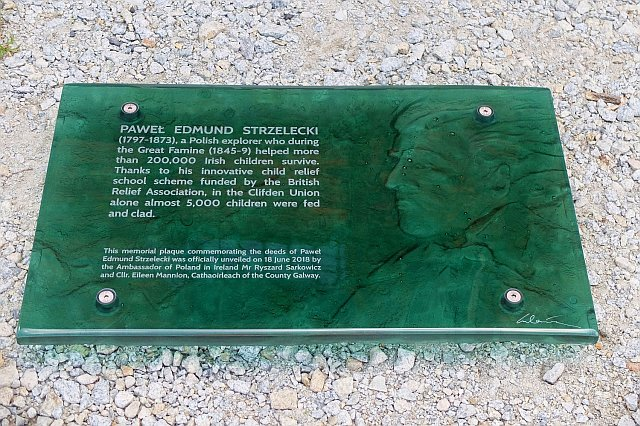 PAWEŁ EDMUND STRZELECKI
(1797-1873), a Polish explorer who during
the Great Famine (1845-9) helped more
than 200,000 Irish children survive.
Thanks to his innovative child relief
school scheme funded by the British
Relief Association, in the Clifden Union
alone almost 5,000 children were fed
and clad.
This memorial plaque commemorating the deeds of Paweł
Edmund Strzelecki was officially unveiled on 18 June 2018 by
the Ambassador of Poland in Ireland Mr Ryszard Sarkowicz
and Cllr. Eileen Mannion, Cathaoirleach of the County Galway.